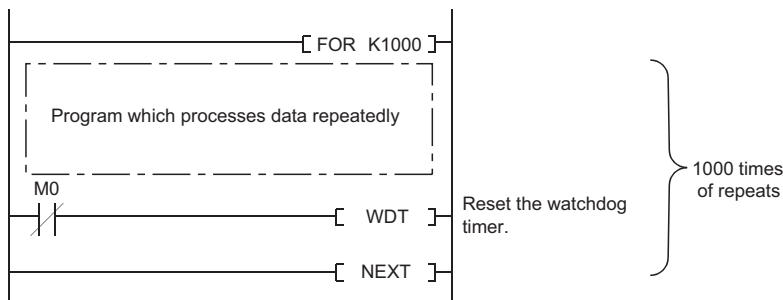 FOR K1000
Program which processes data repeatedly
M0
WDT
Reset the watchdog
timer.
NEXT
1000 times
of repeats